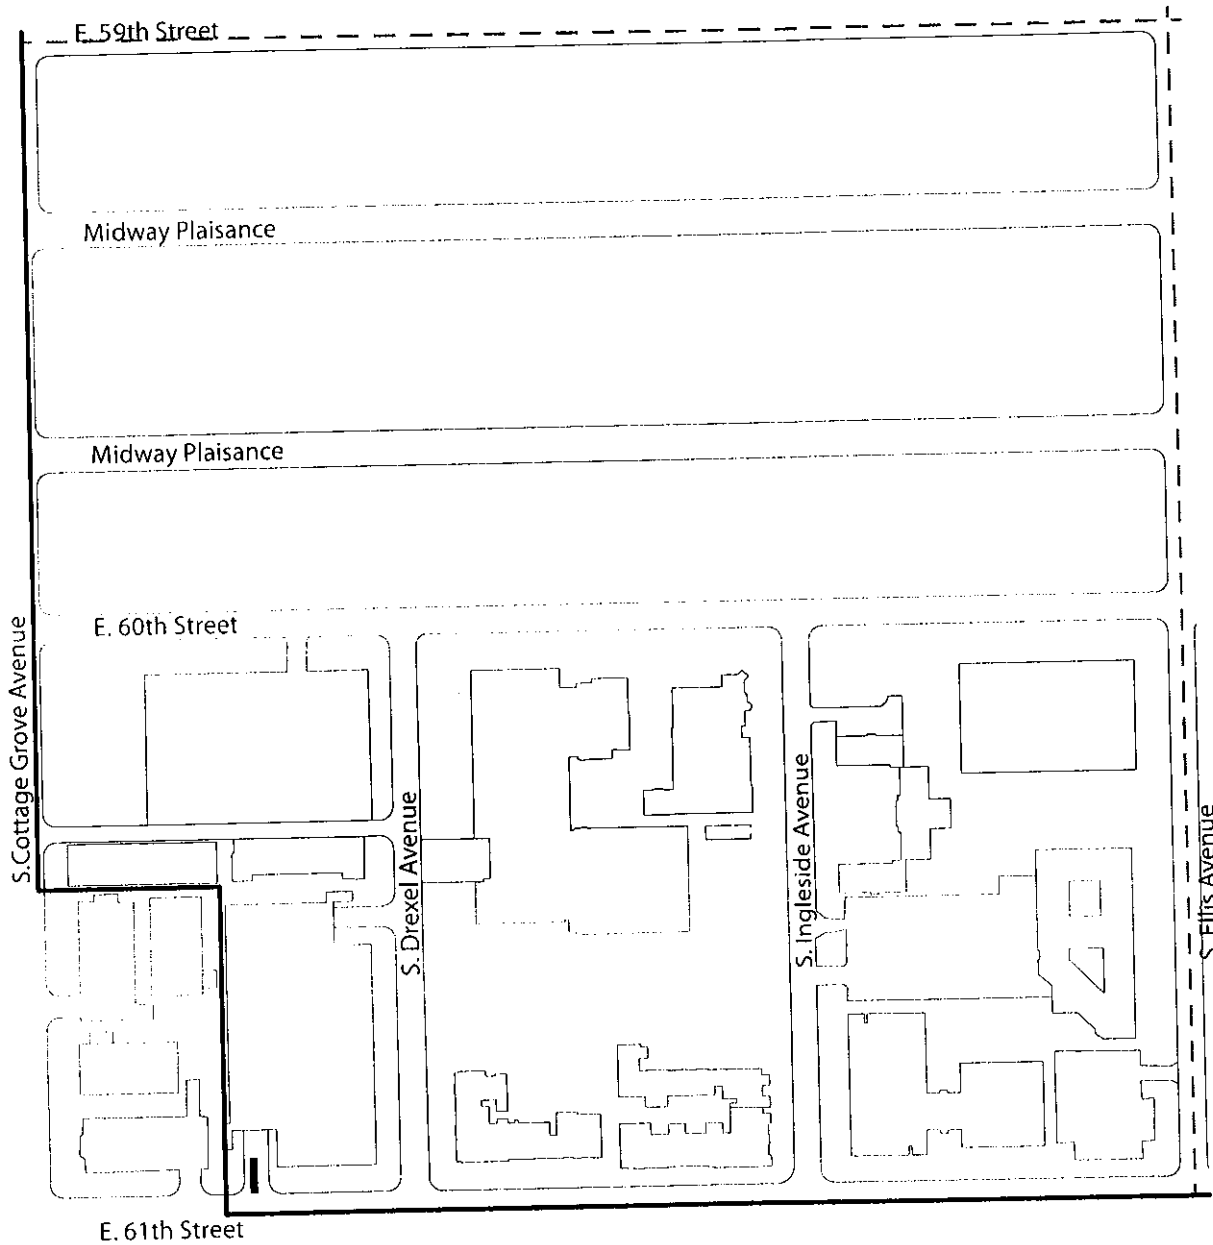 E. 59th Street
Midway Plaisance
Midway Plaisance
E. 60th Street
S.Cottage Grove Avenue
S. Drexel Avenue
S. Ingleside Avenue
S. Ellis Avenue
E. 61th Street